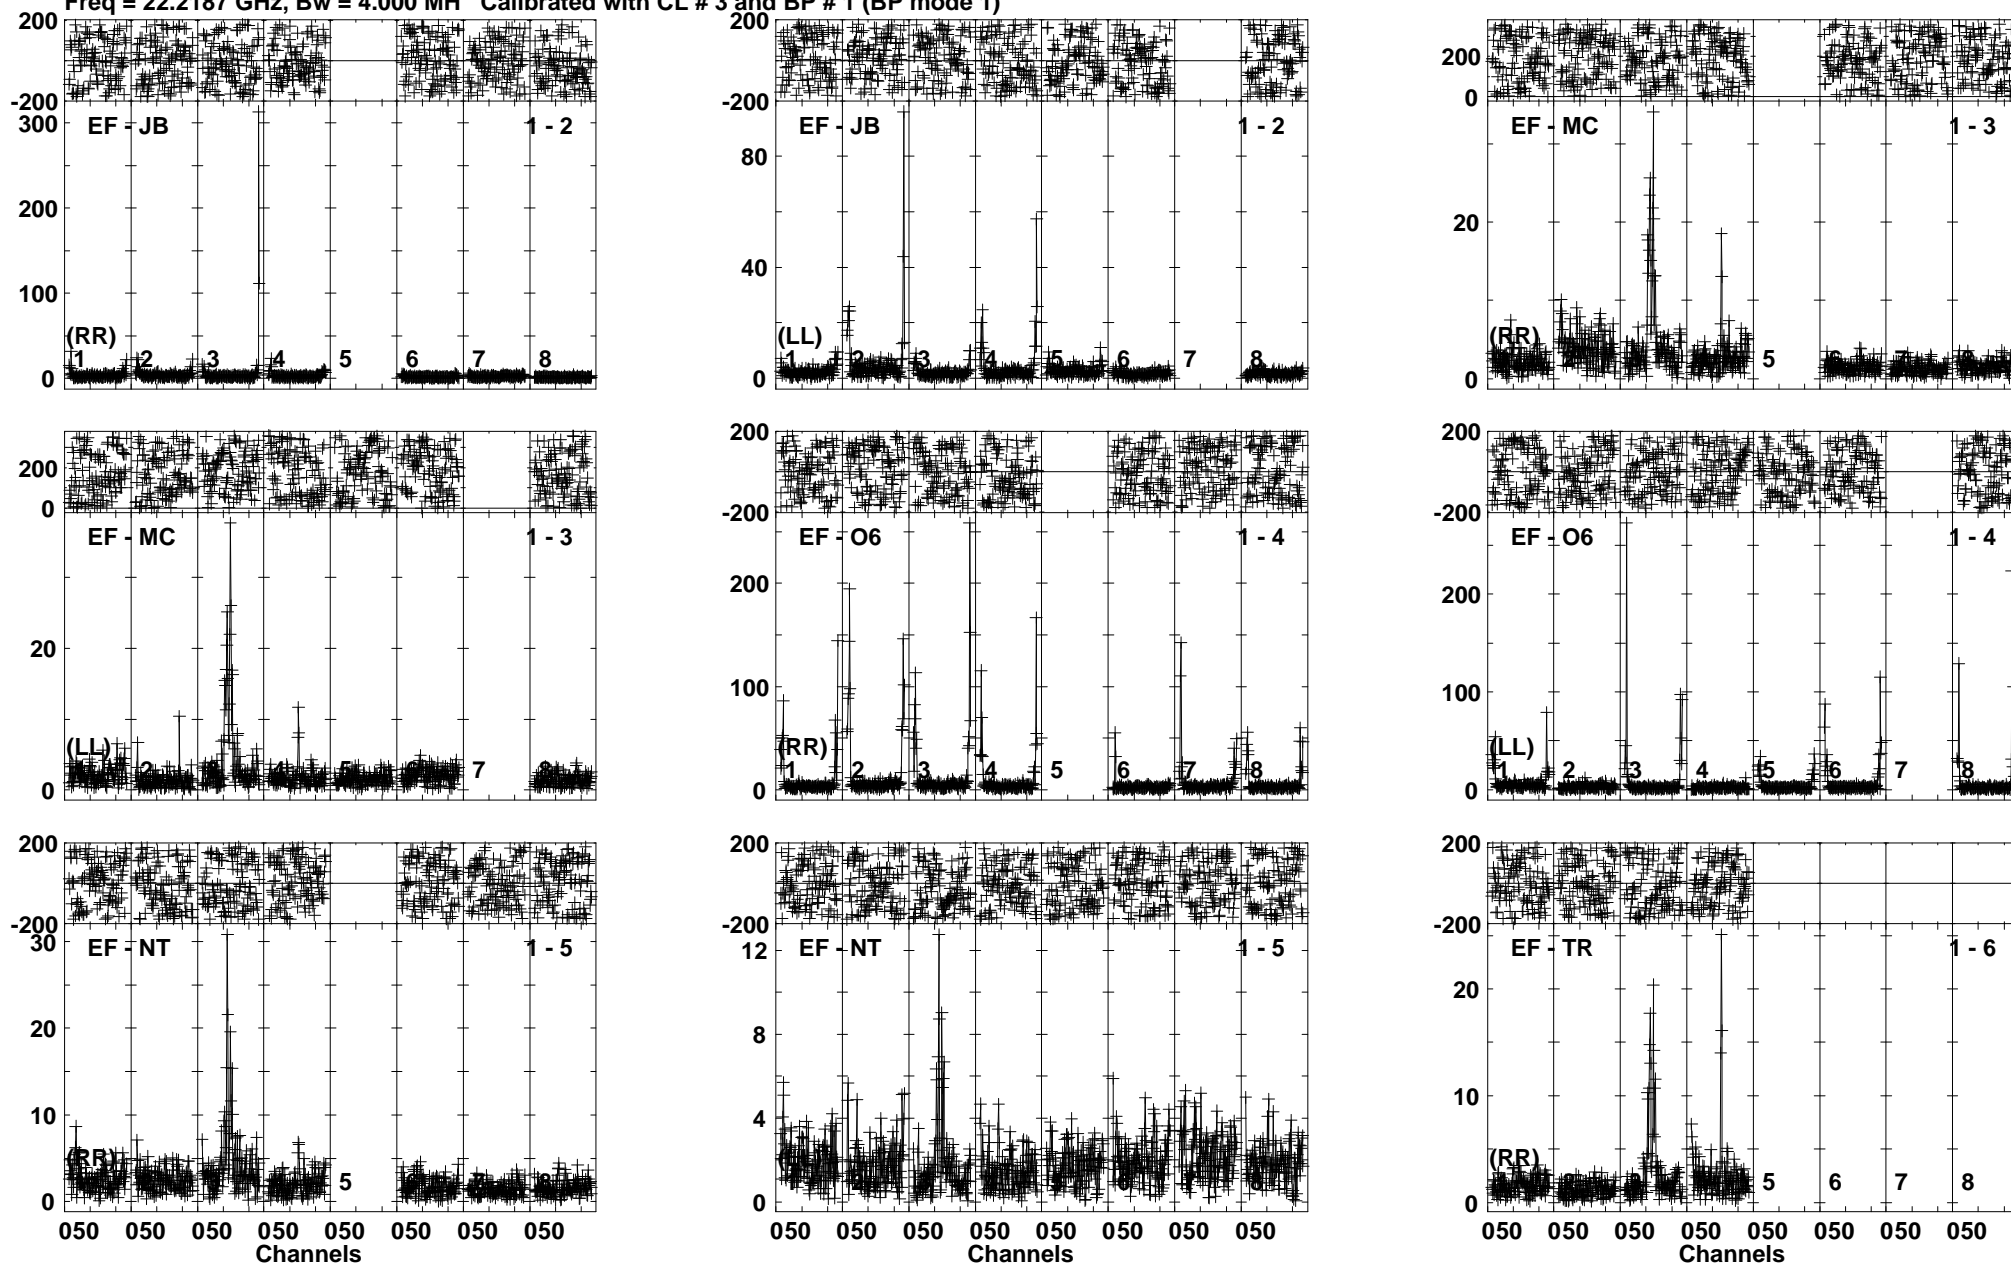 Freq = 22.2187 GHz, Bw = 4.000 MH Calibrated with CL # 3 and BP # 1 (BP mode 1)
200 200
-200 -200 200 0
300 EF - JB 1 - 2 EF - JB 1 - 2 EF - MC 1 - 3
80
200 20
40
100
(RR) (LL) (RR)
1 2 3 4 5 6 7 8 1 2 3 4 5 6 7 8 5
0 0 0
200 200
200
0 -200 -200
EF - MC 1 - 3 EF - O6 1 - 4 EF - O6 1 - 4
200 200
20
100 100
(LL) (RR) (LL)
2 4 5 7 1 2 3 4 5 6 7 8 1 2 3 4 5 6 7 8
0 0 0
200 200 200
-200 -200 -200
30 EF - NT 1 - 5 12 EF - NT 1 - 5 EF - TR 1 - 6
20 8 20
10 4 10
(RR) (RR)
5 5 6 7 8
0 0 0
050 050 050 050 050 050 050 050 050 050 050 050 050 050 050 050 050 050 050 050 050 050 050 050
Channels Channels Channels